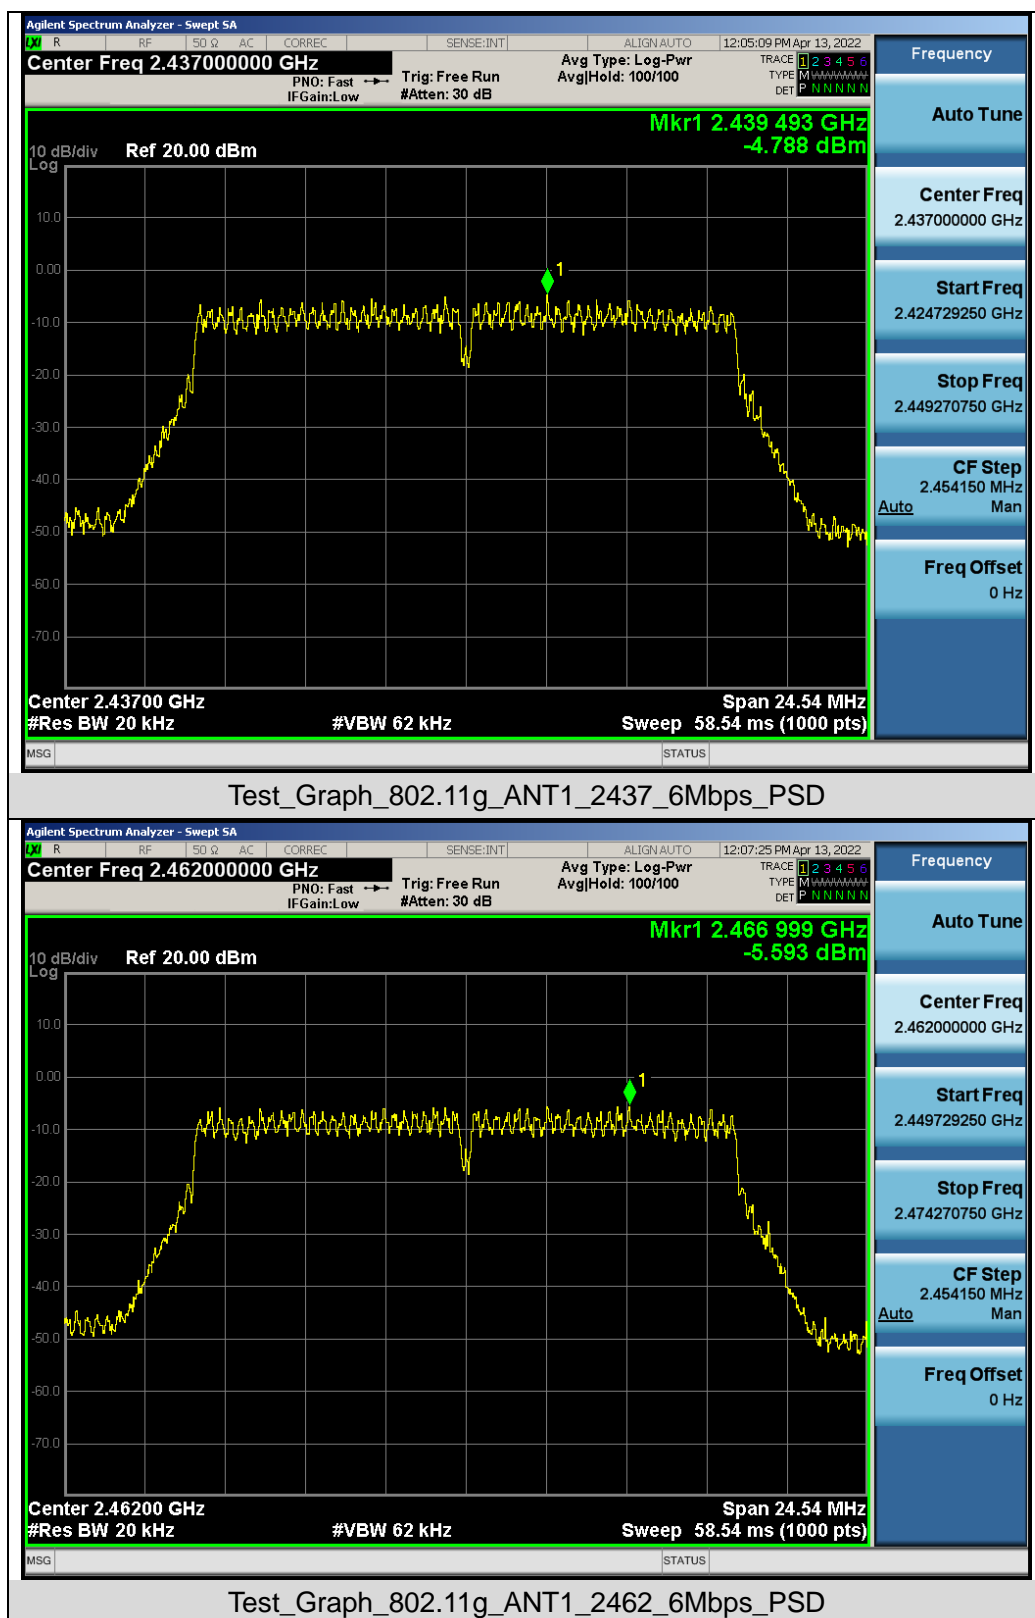 Agilent Spectrum Analyzer - Swept SA
LXI R RF 50 Ω AC CORREC SENSE:INT ALIGN AUTO 12:05:09 PM Apr 13, 2022
Center Freq 2.437000000 GHz
PNO: Fast
IFGain:Low
Trig: Free Run
#Atten: 30 dB
Avg Type: Log-Pwr
Avg|Hold: 100/100
TRACE 1 2 3 4 5 6
TYPE M
DET P N N N N N
Mkr1 2.439 493 GHz
-4.788 dBm
10 dB/div Ref 20.00 dBm
Log
10.0
0.00
-10.0
-20.0
-30.0
-40.0
-50.0
-60.0
-70.0
1
Center 2.43700 GHz Span 24.54 MHz
#Res BW 20 kHz #VBW 62 kHz Sweep 58.54 ms (1000 pts)
MSG STATUS
Frequency
Auto Tune
Center Freq
2.437000000 GHz
Start Freq
2.424729250 GHz
Stop Freq
2.449270750 GHz
CF Step
2.454150 MHz
Auto Man
Freq Offset
0 Hz
Test_Graph_802.11g_ANT1_2437_6Mbps_PSD
Agilent Spectrum Analyzer - Swept SA
LXI R RF 50 Ω AC CORREC SENSE:INT ALIGN AUTO 12:07:25 PM Apr 13, 2022
Center Freq 2.462000000 GHz
PNO: Fast
IFGain:Low
Trig: Free Run
#Atten: 30 dB
Avg Type: Log-Pwr
Avg|Hold: 100/100
TRACE 1 2 3 4 5 6
TYPE M
DET P N N N N N
Mkr1 2.466 999 GHz
-5.593 dBm
10 dB/div Ref 20.00 dBm
Log
10.0
0.00
-10.0
-20.0
-30.0
-40.0
-50.0
-60.0
-70.0
1
Center 2.46200 GHz Span 24.54 MHz
#Res BW 20 kHz #VBW 62 kHz Sweep 58.54 ms (1000 pts)
MSG STATUS
Frequency
Auto Tune
Center Freq
2.462000000 GHz
Start Freq
2.449729250 GHz
Stop Freq
2.474270750 GHz
CF Step
2.454150 MHz
Auto Man
Freq Offset
0 Hz
Test_Graph_802.11g_ANT1_2462_6Mbps_PSD